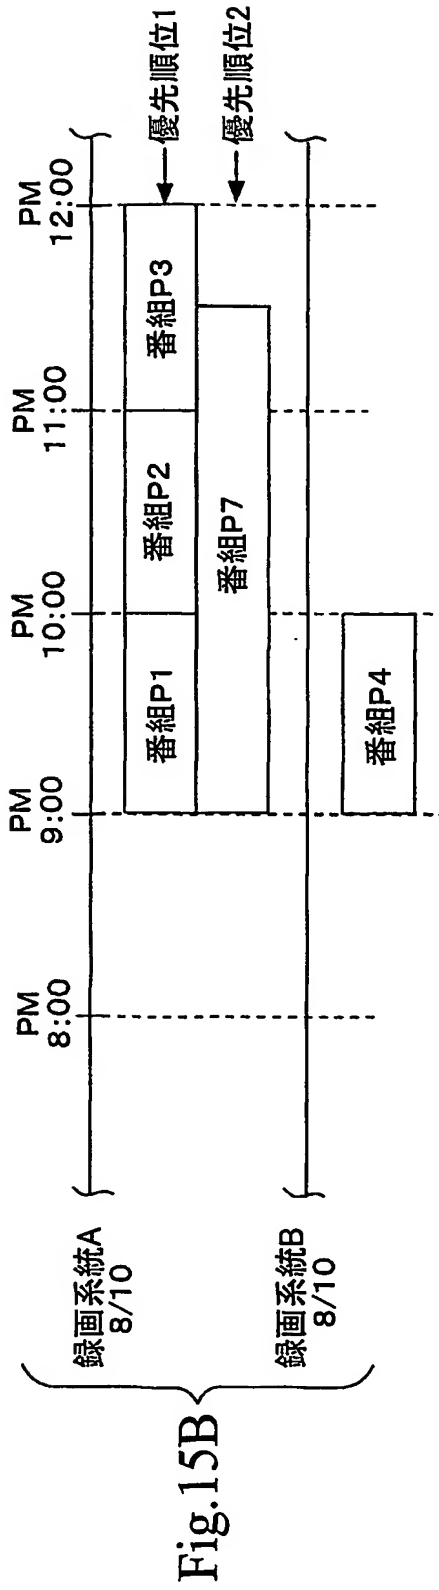 Fig.15B
録画系統A
8/10
PM
8:00
PM
9:00
PM
10:00
PM
11:00
PM
12:00
番組P1
番組P2
番組P3
優先順位1
番組P7
優先順位2
録画系統B
8/10
番組P4